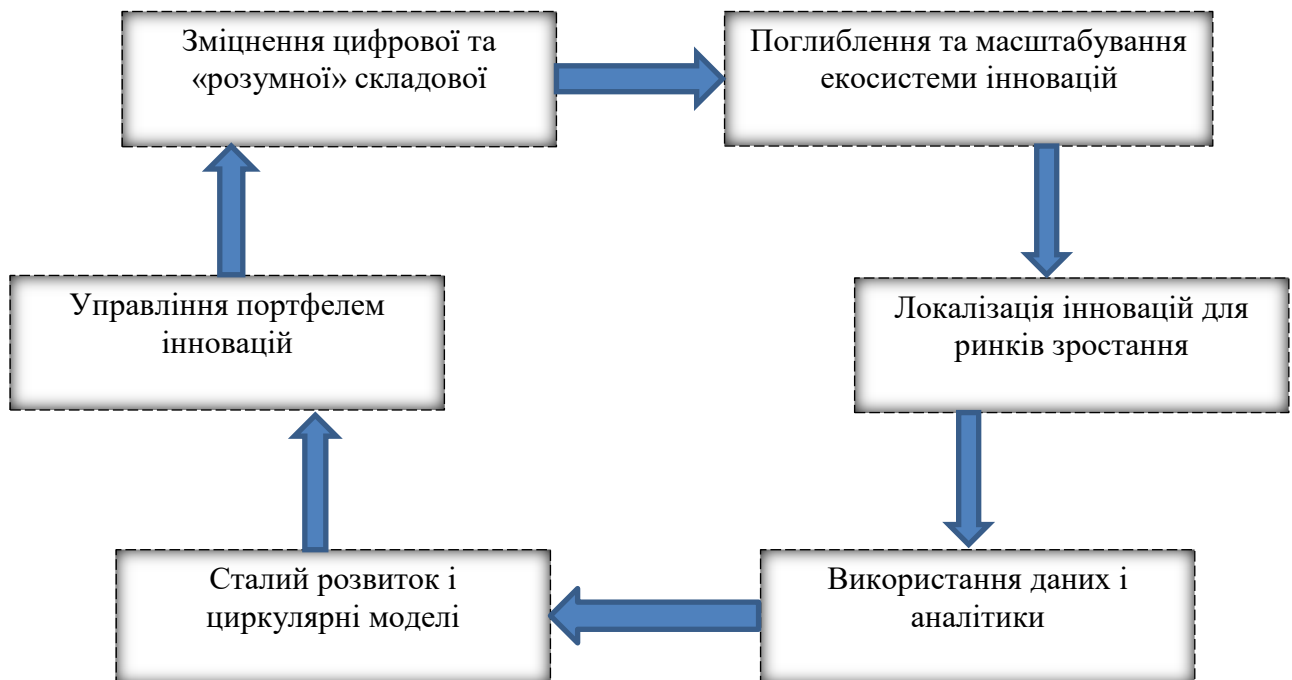 Зміцнення цифрової та
«розумної» складової
Поглиблення та масштабування
екосистеми інновацій
Управління портфелем
інновацій
Локалізація інновацій для
ринків зростання
Сталий розвиток і
циркулярні моделі
Використання даних і
аналітики